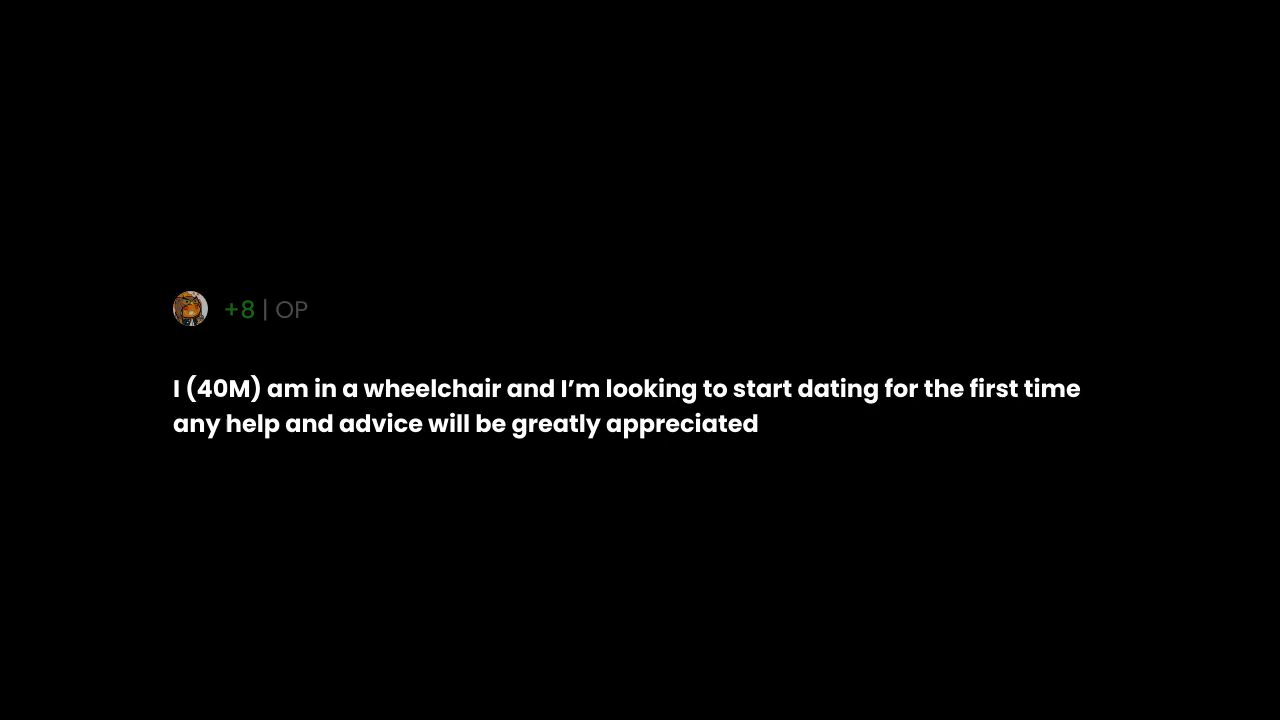 +8 | OP
I (40M) am in a wheelchair and I’m looking to start dating for the first time
any help and advice will be greatly appreciated